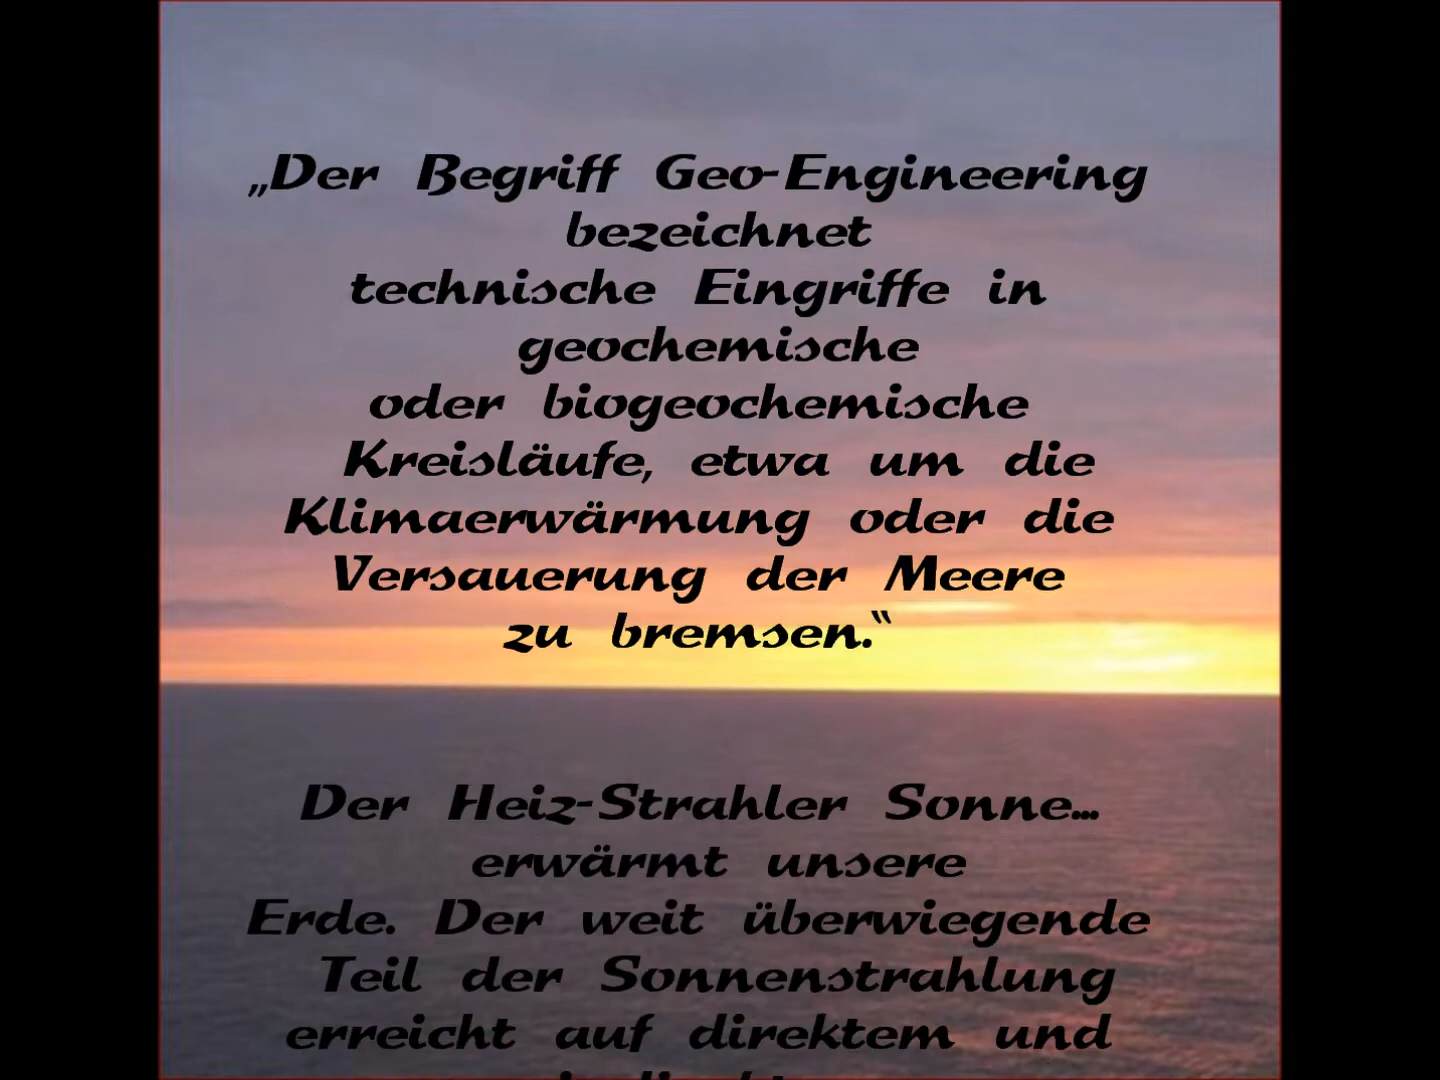 „Der Begriff Geo-Engineering
bezeichnet
technische Eingriffe in
geochemische
oder biogeochemische
Kreisläufe, etwa um die
Klimaerwärmung oder die
Versauerung der Meere
zu bremsen.“
Der Heiz-Strahler Sonne...
erwärmt unsere
Erde. Der weit überwiegende
Teil der Sonnenstrahlung
erreicht auf direktem und